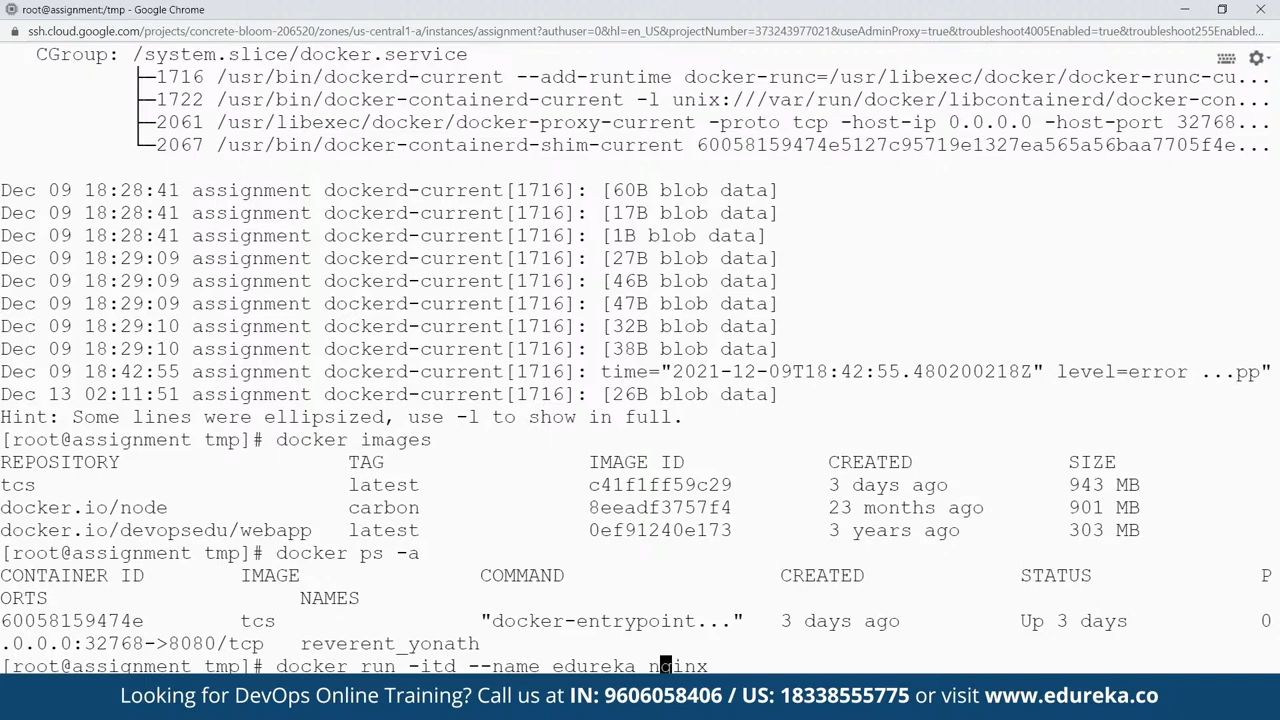 root@assignment:/tmp - Google Chrome
ssh.cloud.google.com/projects/concrete-bloom-206520/zones/us-central1-a/instances/assignment?authuser=0&hl=en_US&projectNumber=373243977021&useAdminProxy=true&troubleshoot4005Enabled=true&troubleshoot255Enabled...
CGroup: /system.slice/docker.service
├─1716 /usr/bin/dockerd-current --add-runtime docker-runc=/usr/libexec/docker/docker-runc-cu...
├─1722 /usr/bin/docker-containerd-current -l unix:///var/run/docker/libcontainerd/docker-con...
├─2061 /usr/libexec/docker/docker-proxy-current -proto tcp -host-ip 0.0.0.0 -host-port 32768...
└─2067 /usr/bin/docker-containerd-shim-current 60058159474e5127c95719e1327ea565a56baa7705f4e...
Dec 09 18:28:41 assignment dockerd-current[1716]: [60B blob data]
Dec 09 18:28:41 assignment dockerd-current[1716]: [17B blob data]
Dec 09 18:28:41 assignment dockerd-current[1716]: [1B blob data]
Dec 09 18:29:09 assignment dockerd-current[1716]: [27B blob data]
Dec 09 18:29:09 assignment dockerd-current[1716]: [46B blob data]
Dec 09 18:29:09 assignment dockerd-current[1716]: [47B blob data]
Dec 09 18:29:10 assignment dockerd-current[1716]: [32B blob data]
Dec 09 18:29:10 assignment dockerd-current[1716]: [38B blob data]
Dec 09 18:42:55 assignment dockerd-current[1716]: time="2021-12-09T18:42:55.480200218Z" level=error ...pp"
Dec 13 02:11:51 assignment dockerd-current[1716]: [26B blob data]
Hint: Some lines were ellipsized, use -l to show in full.
[root@assignment tmp]# docker images
REPOSITORY TAG IMAGE ID CREATED SIZE
tcs latest c41f1ff59c29 3 days ago 943 MB
docker.io/node carbon 8eeadf3757f4 23 months ago 901 MB
docker.io/devopsedu/webapp latest 0ef91240e173 3 years ago 303 MB
[root@assignment tmp]# docker ps -a
CONTAINER ID IMAGE COMMAND CREATED STATUS P
ORTS NAMES
60058159474e tcs "docker-entrypoint..." 3 days ago Up 3 days 0
.0.0.0:32768->8080/tcp reverent_yonath
[root@assignment tmp]# docker run -itd --name edureka nginx
Looking for DevOps Online Training? Call us at IN: 9606058406 / US: 18338555775 or visit www.edureka.co